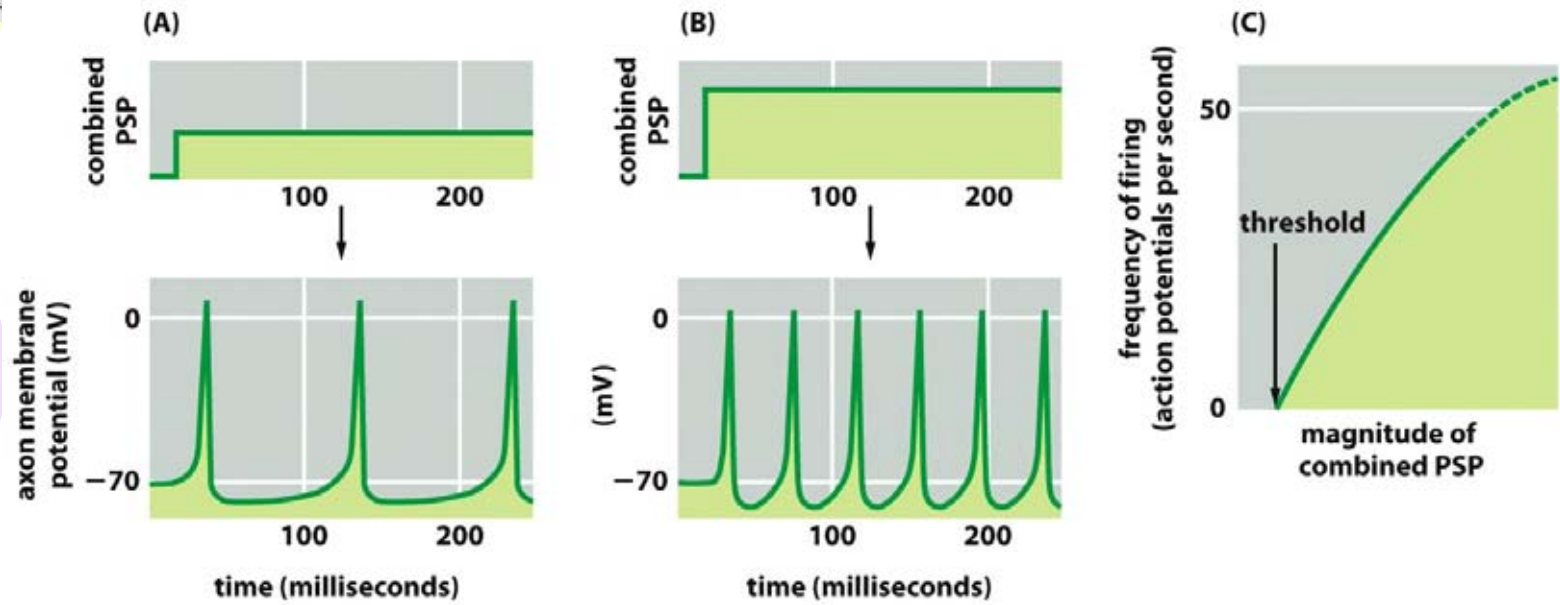 (A)
combined
PSP
100
200
axon membrane
potential (mV)
0
−70
100
200
time (milliseconds)
(B)
combined
PSP
100
200
(mV)
0
−70
100
200
time (milliseconds)
(C)
frequency of firing
(action potentials per second)
50
threshold
0
magnitude of
combined PSP